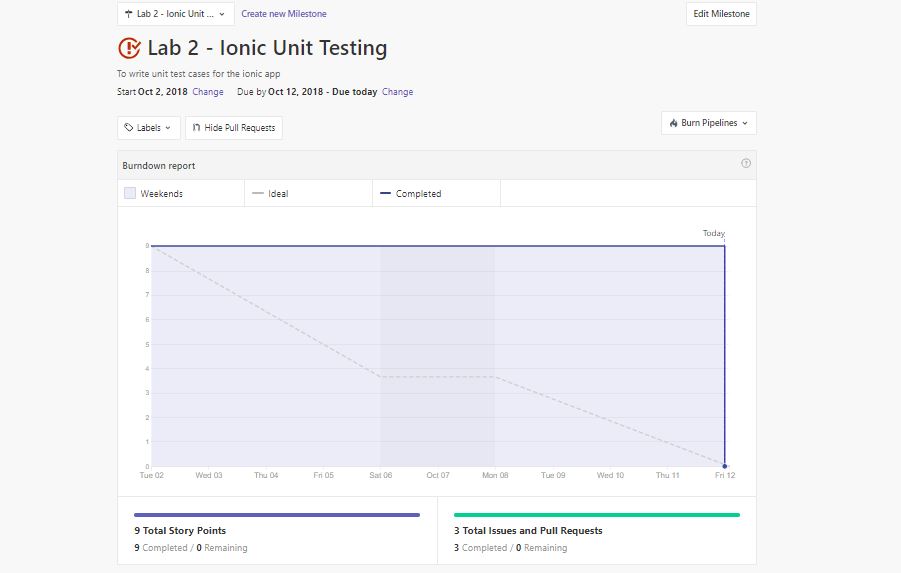 Lab 2 - Ionic Unit ... Create new Milestone Edit Milestone
Lab 2 - Ionic Unit Testing
To write unit test cases for the ionic app
Start Oct 2, 2018 Change Due by Oct 12, 2018 - Due today Change
Labels Hide Pull Requests Burn Pipelines
Burndown report
Weekends Ideal Completed
Today
9
8
7
6
5
4
3
2
1
0
Tue 02 Wed 03 Thu 04 Fri 05 Sat 06 Oct 07 Mon 08 Tue 09 Wed 10 Thu 11 Fri 12
9 Total Story Points
9 Completed / 0 Remaining
3 Total Issues and Pull Requests
3 Completed / 0 Remaining